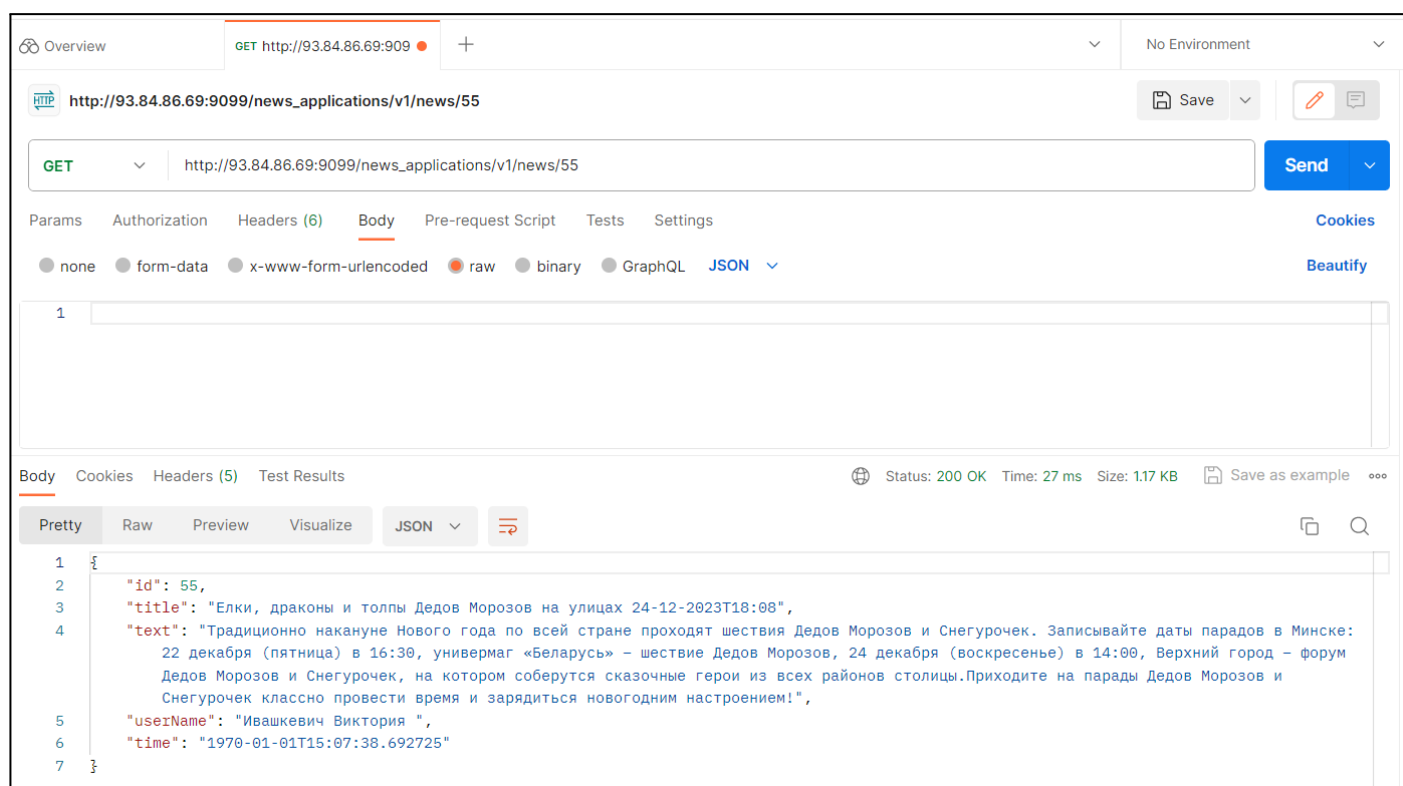 Overview GET http://93.84.86.69:909 No Environment
HTTP http://93.84.86.69:9099/news_applications/v1/news/55 Save
GET http://93.84.86.69:9099/news_applications/v1/news/55 Send
Params Authorization Headers (6) Body Pre-request Script Tests Settings Cookies
none form-data x-www-form-urlencoded raw binary GraphQL JSON Beautify
1
Body Cookies Headers (5) Test Results Status: 200 OK Time: 27 ms Size: 1.17 KB Save as example
Pretty Raw Preview Visualize JSON
1 {
2 "id": 55,
3 "title": "Елки, драконы и толпы Дедов Морозов на улицах 24-12-2023T18:08",
4 "text": "Традиционно накануне Нового года по всей стране проходят шествия Дедов Морозов и Снегурочек. Записывайте даты парадов в Минске:
22 декабря (пятница) в 16:30, универмаг «Беларусь» – шествие Дедов Морозов, 24 декабря (воскресенье) в 14:00, Верхний город – форум
Дедов Морозов и Снегурочек, на котором соберутся сказочные герои из всех районов столицы.Приходите на парады Дедов Морозов и
Снегурочек классно провести время и зарядиться новогодним настроением!",
5 "userName": "Ивашкевич Виктория ",
6 "time": "1970-01-01T15:07:38.692725"
7 }